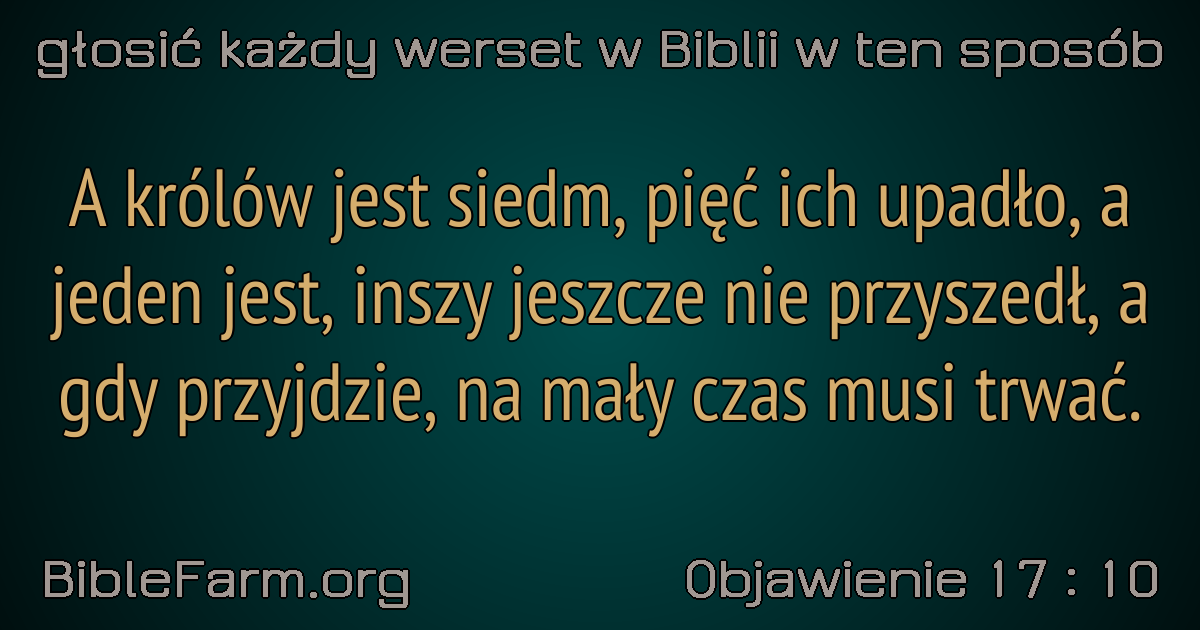 głosić każdy werset w Biblii w ten sposób
A królów jest siedm, pięć ich upadło, a
jeden jest, inszy jeszcze nie przyszedł, a
gdy przyjdzie, na mały czas musi trwać.
BibleFarm.org
Objawienie 17 : 10